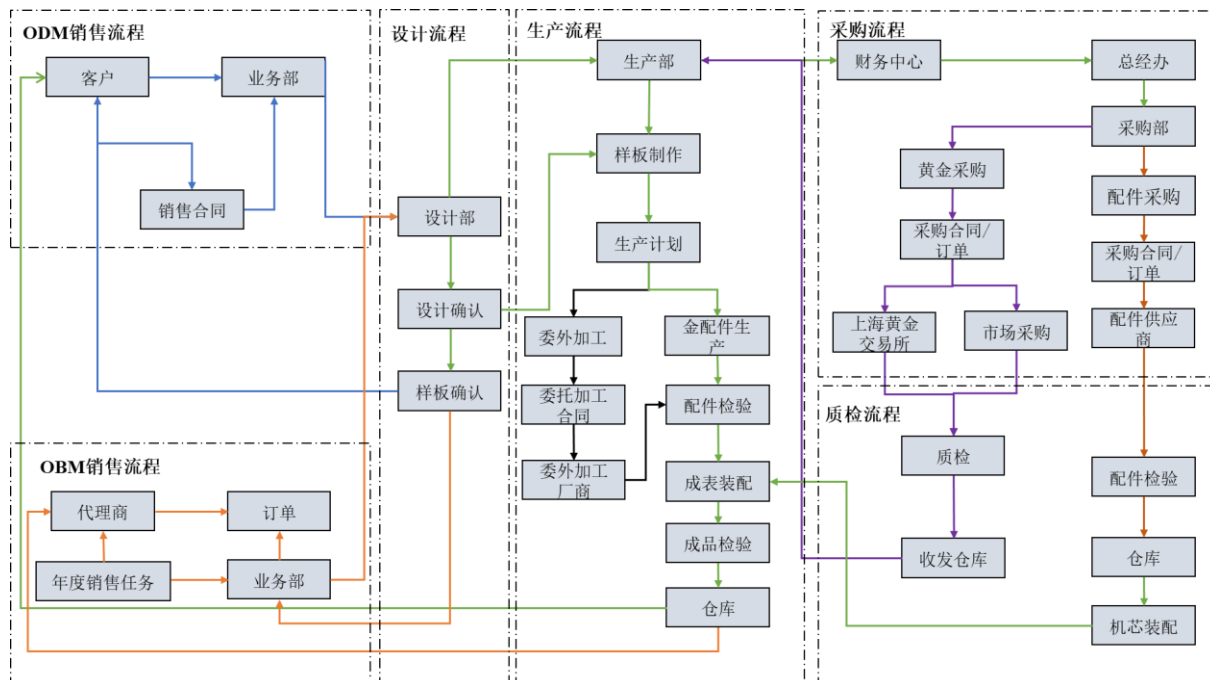 ODM销售流程
客户
业务部
销售合同
设计流程
设计部
设计确认
样板确认
生产流程
生产部
样板制作
生产计划
委外加工
委托加工
合同
委外加工
厂商
金配件生
产
配件检验
成表装配
成品检验
仓库
采购流程
财务中心
总经办
采购部
黄金采购
配件采购
采购合同/
订单
采购合同/
订单
上海黄金
交易所
市场采购
配件供应
商
质检流程
质检
配件检验
收发仓库
仓库
机芯装配
OBM销售流程
代理商
订单
年度销售任务
业务部